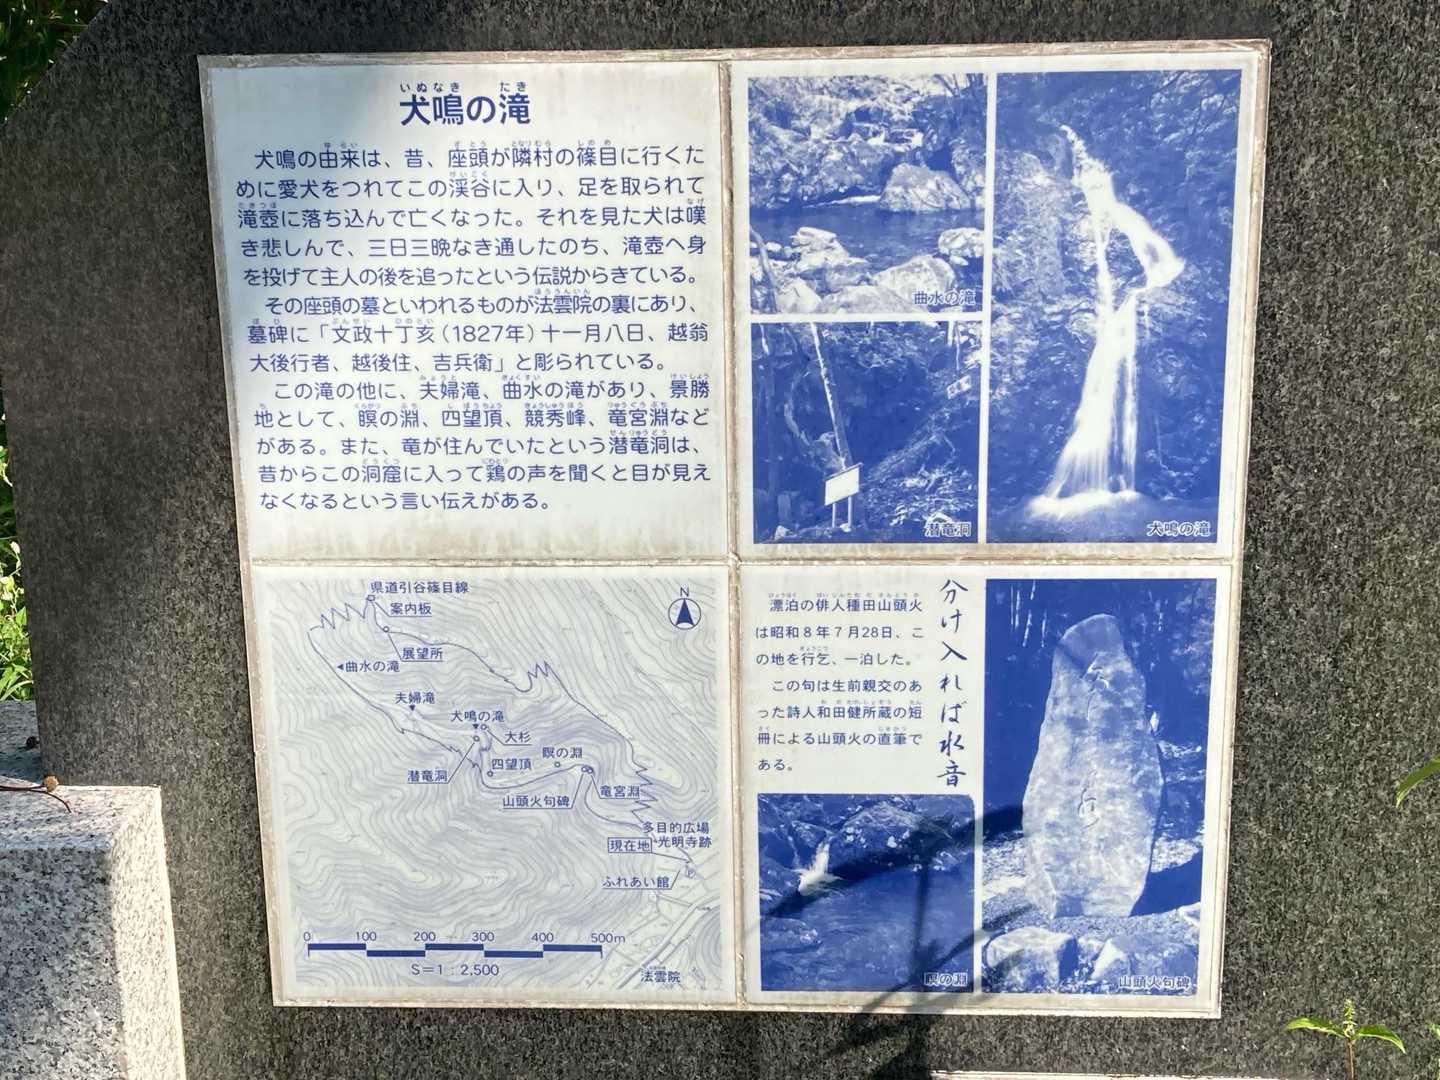 犬鳴の滝
犬鳴の由来は、昔、座頭が隣村の篠目に行くた
めに愛犬をつれてこの渓谷に入り、足を取られて
滝壺に落ち込んで亡くなった。それを見た犬は嘆
き悲しんで、三日三晩なき通したのち、滝壺へ身
を投げて主人の後を追ったという伝説からきている。
その座頭の墓といわれるものが法雲院の裏にあり、
墓碑に「文政十丁亥(1827年)十一月八日、越翁
大後行者、越後住、吉兵衛」と彫られている。
この滝の他に、夫婦滝、曲水の滝があり、景勝
地として、瞑の淵、四望頂、競秀峰、竜宮淵など
がある。また、竜が住んでいたという潜竜洞は、
昔からこの洞窟に入って鶏の声を聞くと目が見え
なくなるという言い伝えがある。
曲水の滝
潜竜洞
犬鳴の滝
県道引谷篠目線
案内板
展望所
曲水の滝
夫婦滝
犬鳴の滝
大杉
潜竜洞
四望頂
瞑の淵
山頭火句碑
竜宮淵
多目的広場
光明寺跡
現在地
ふれあい館
法雲院
N
0 100 200 300 400 500m
S=1:2,500
漂泊の俳人種田山頭火
は昭和8年7月28日、こ
の地を行乞、一泊した。
この句は生前親交のあ
った詩人和田健所蔵の短
冊による山頭火の直筆で
ある。
分け入れば水音
瞑の淵
山頭火句碑